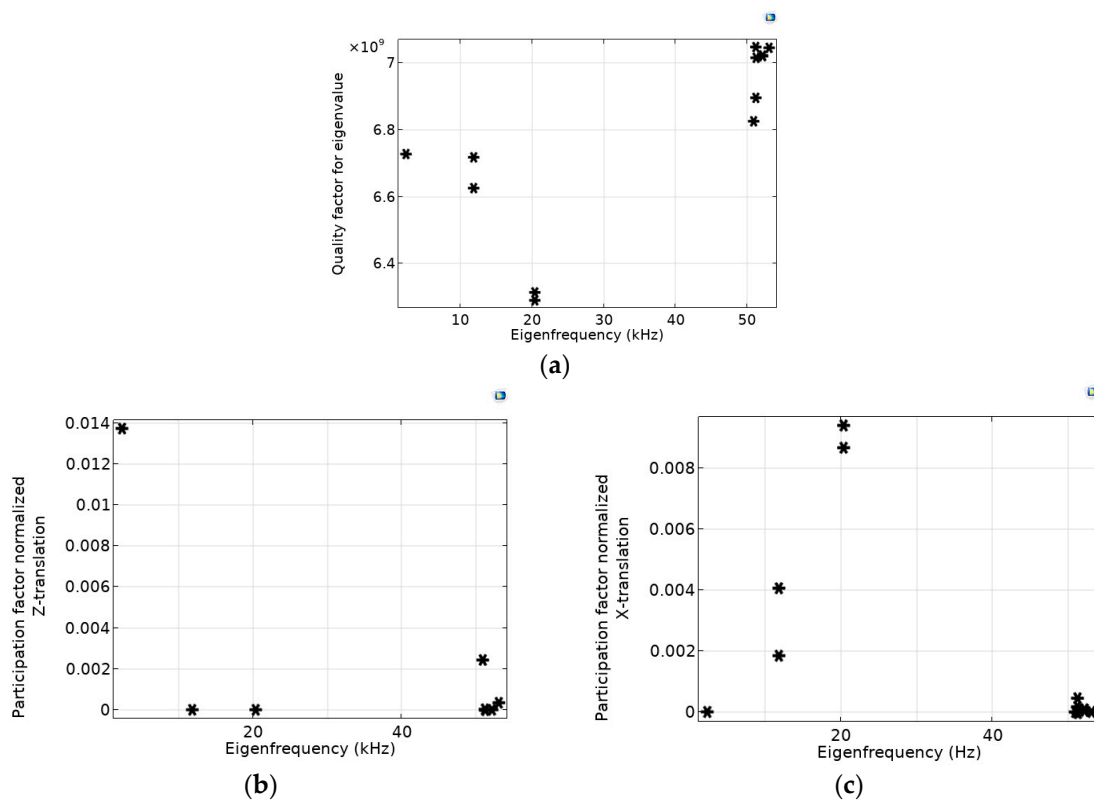 ×10⁹
7
6.8
6.6
6.4
Quality factor for eigenvalue
10 20 30 40 50
Eigenfrequency (kHz)
(a)
0.014
0.012
0.01
0.008
0.006
0.004
0.002
0
Participation factor normalized
Z-translation
20 40
Eigenfrequency (kHz)
(b)
0.008
0.006
0.004
0.002
0
Participation factor normalized
X-translation
20 40
Eigenfrequency (Hz)
(c)